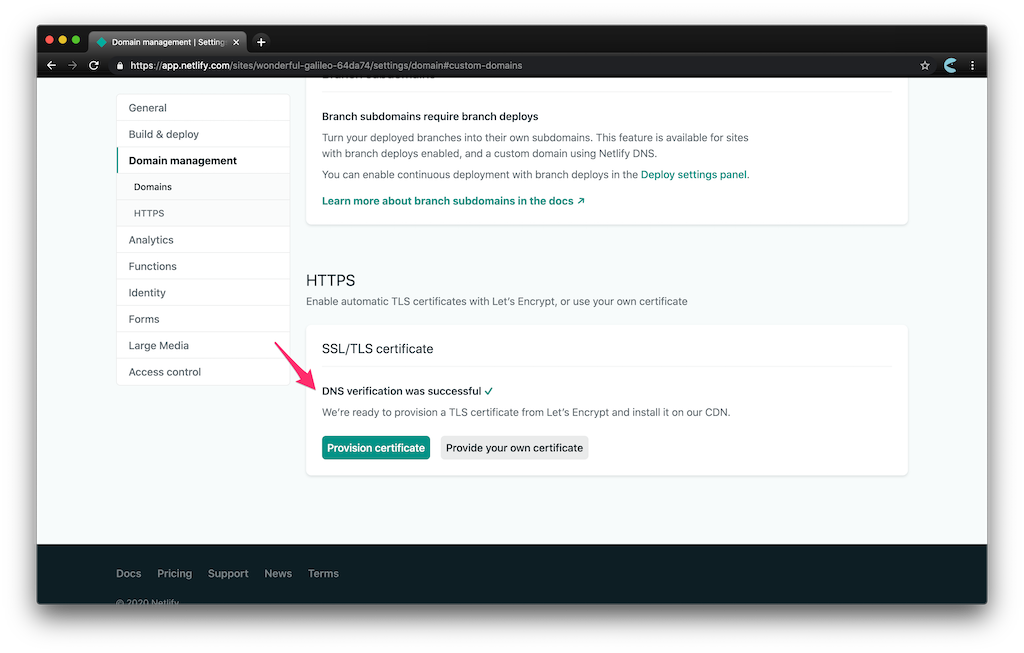 Domain management | Setting
https://app.netlify.com/sites/wonderful-galileo-64da74/settings/domain#custom-domains
General
Build & deploy
Domain management
Domains
HTTPS
Analytics
Functions
Identity
Forms
Large Media
Access control
Branch subdomains
Branch subdomains require branch deploys
Turn your deployed branches into their own subdomains. This feature is available for sites
with branch deploys enabled, and a custom domain using Netlify DNS.
You can enable continuous deployment with branch deploys in the Deploy settings panel.
Learn more about branch subdomains in the docs ↗
HTTPS
Enable automatic TLS certificates with Let's Encrypt, or use your own certificate
SSL/TLS certificate
DNS verification was successful ✓
We're ready to provision a TLS certificate from Let's Encrypt and install it on our CDN.
Provision certificate
Provide your own certificate
Docs Pricing Support News Terms
© 2020 Netlify